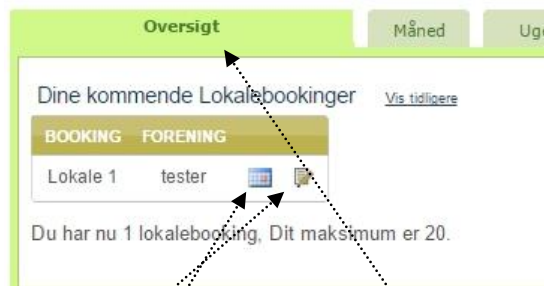 Oversigt Måned Uge
Dine kommende Lokalebookinger Vis tidligere
BOOKING FORENING
Lokale 1 tester
Du har nu 1 lokalebooking, Dit maksimum er 20.